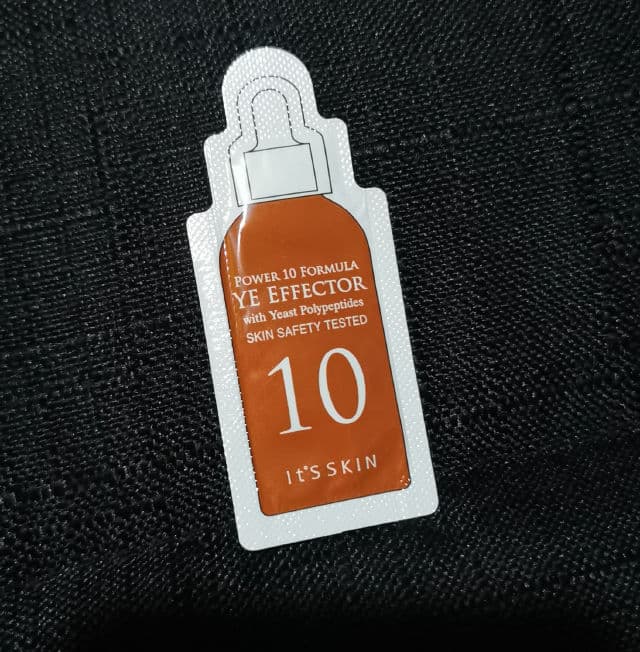 POWER 10 FORMULA
YE EFFECTOR
with Yeast Polypeptides
SKIN SAFETY TESTED
10
It'S SKIN